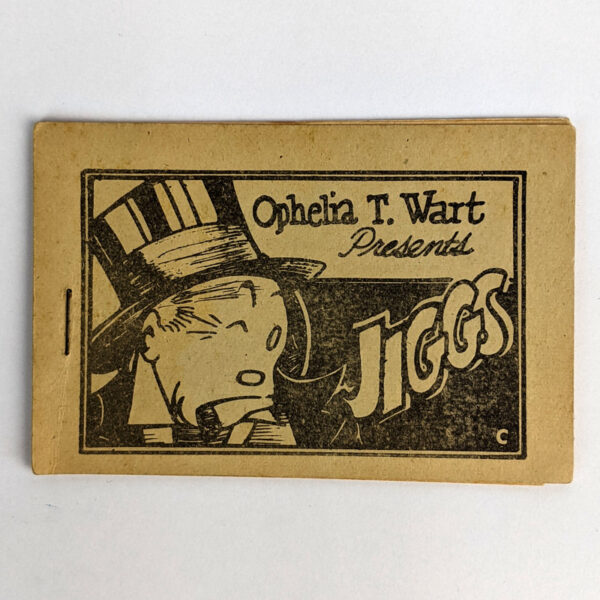 Ophelia T. Wart
Presents
JIGGS
C